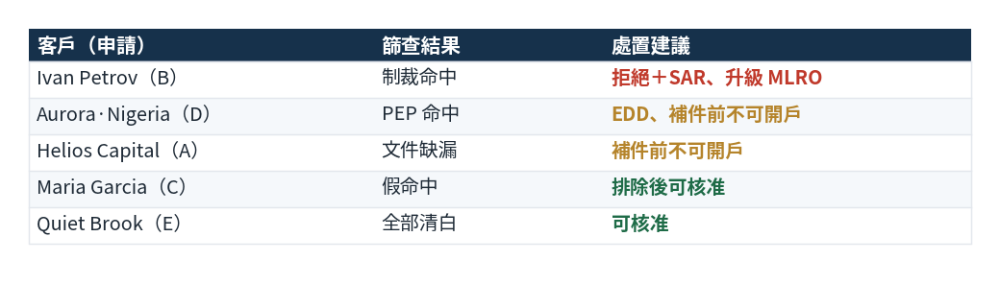 客戶（申請） 篩查結果 處置建議
Ivan Petrov（B） 制裁命中 拒絕＋SAR、升級 MLRO
Aurora·Nigeria（D） PEP 命中 EDD、補件前不可開戶
Helios Capital（A） 文件缺漏 補件前不可開戶
Maria Garcia（C） 假命中 排除後可核准
Quiet Brook（E） 全部清白 可核准